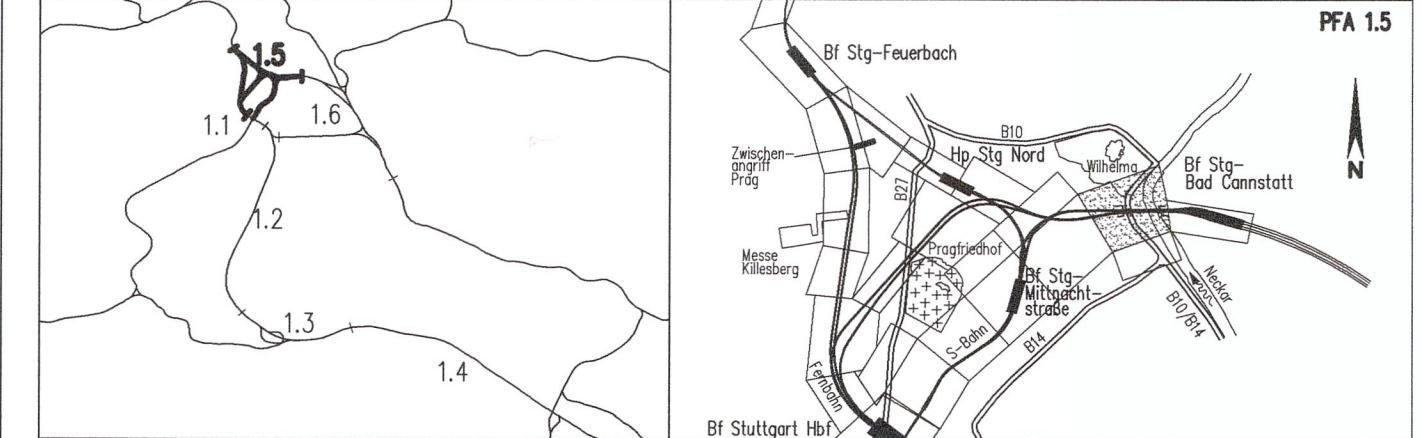 1.5
1.1
1.6
1.2
1.3
1.4
PFA 1.5
Bf Stg-Feuerbach
N
B10
Zwischen-
angriff
Prag
Hp Stg Nord
Wilhelma
Bf Stg-
Bad Cannstatt
B27
Messe
Killesberg
Pragfriedhof
Bf Stg-
Mittnacht-
straße
Neckar
B10/B14
S-Bahn
B14
Fernbahn
Bf Stuttgart Hbf